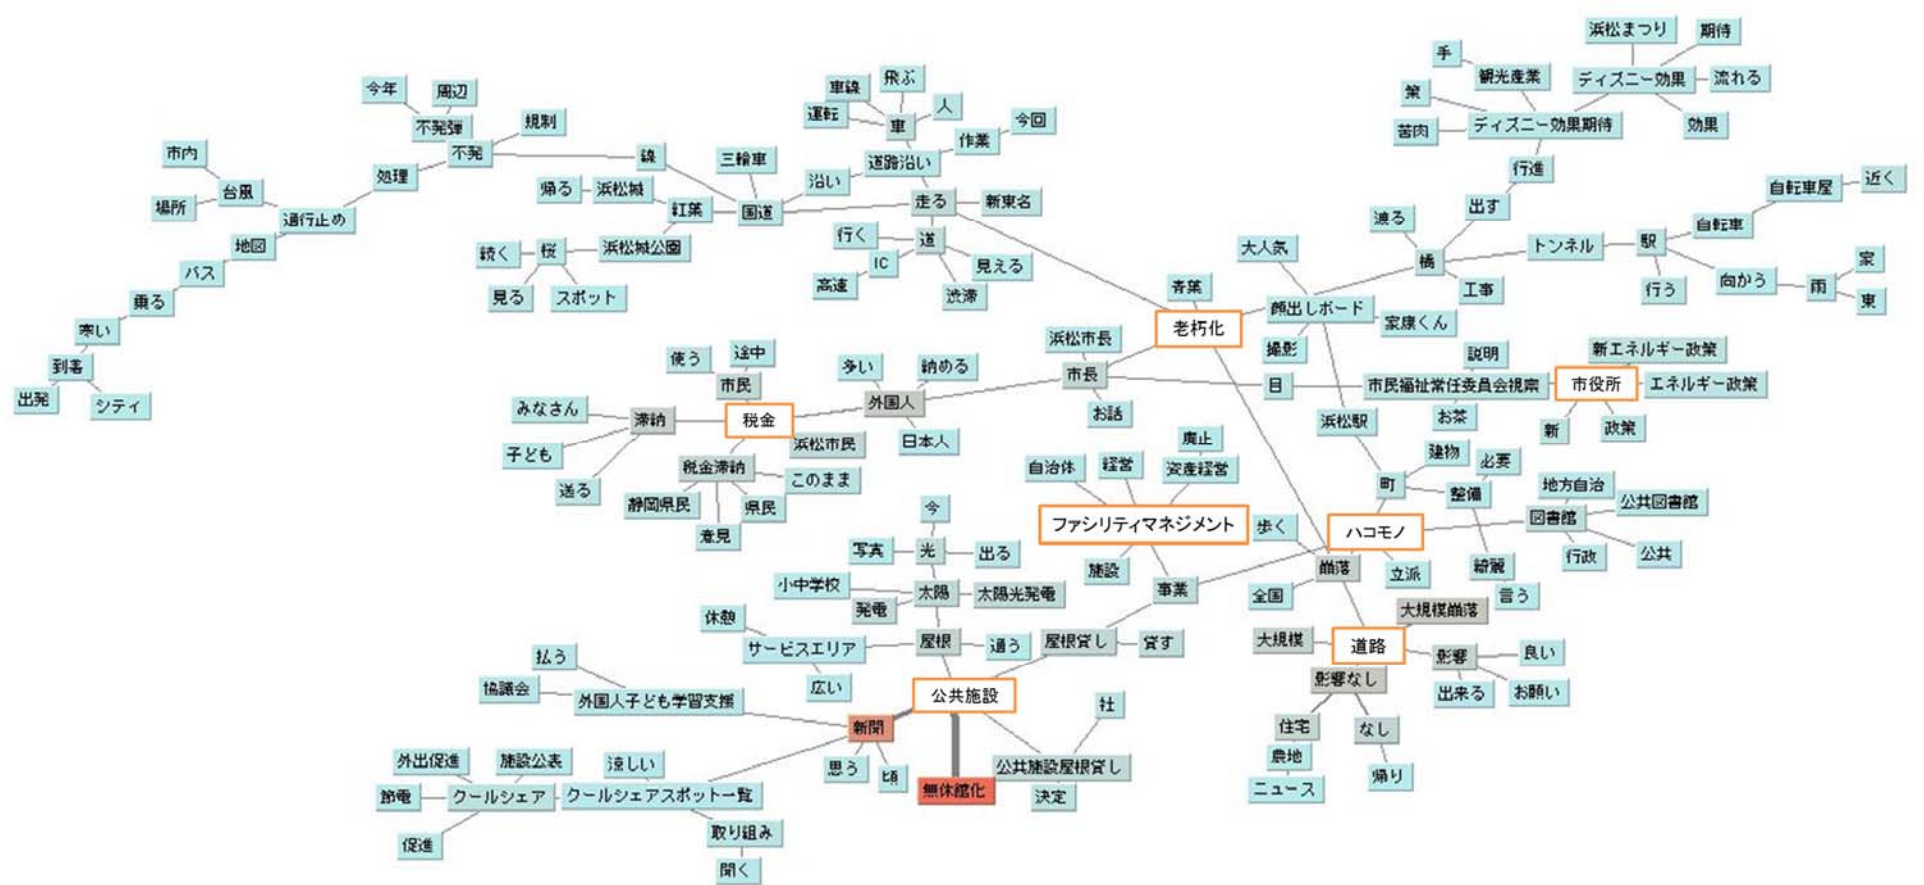 浜松まつり
期待
手
観光産業
ディズニー効果
流れる
策
苦肉
ディズニー効果期待
効果
行進
出す
渡る
橋
工事
トンネル
駅
行う
自転車
自転車屋
近く
向かう
雨
家
東
今年
周辺
不発弾
不発
規制
処理
市内
台風
場所
通行止め
地図
バス
乗る
寒い
到着
出発
シティ
線
三輪車
帰る
浜松城
紅葉
国道
続く
桜
浜松城公園
見る
スポット
車線
飛ぶ
運転
車
人
作業
今回
道路沿い
沿い
走る
新東名
行く
道
IC
見える
高速
渋滞
大人気
青葉
老朽化
顔出しボード
家康くん
撮影
浜松市長
市長
お話
目
説明
市民福祉常任委員会視察
お茶
新エネルギー政策
市役所
エネルギー政策
新
政策
使う
途中
市民
多い
納める
外国人
日本人
みなさん
滞納
税金
浜松市民
子ども
送る
税金滞納
このまま
静岡県民
意見
県民
浜松駅
建物
町
必要
整備
綺麗
言う
自治体
経営
廃止
資産経営
ファシリティマネジメント
施設
事業
歩く
ハコモノ
立派
崩落
全国
地方自治
公共図書館
図書館
行政
公共
今
写真
光
出る
小中学校
太陽
太陽光発電
発電
休憩
サービスエリア
屋根
通う
広い
屋根貸し
貸す
大規模崩落
大規模
道路
影響
良い
出来る
お願い
影響なし
住宅
なし
農地
帰り
ニュース
払う
協議会
外国人子ども学習支援
公共施設
新聞
思う
頃
社
公共施設屋根貸し
無休館化
決定
外出促進
施設公表
涼しい
節電
クールシェア
クールシェアスポット一覧
促進
取り組み
聞く